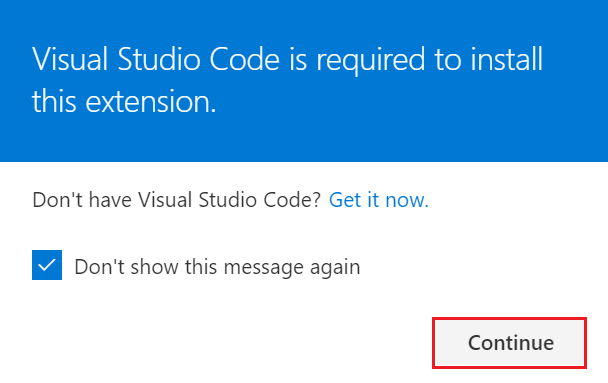 Visual Studio Code is required to install
this extension.
Don't have Visual Studio Code? Get it now.
Don't show this message again
Continue